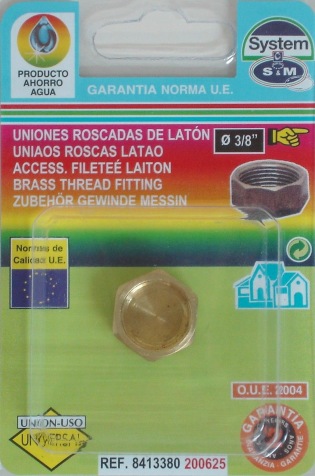 PRODUCTO
AHORRO
AGUA
GARANTIA NORMA U.E.
System
STM
UNIONES ROSCADAS DE LATÓN
UNIAOS ROSCAS LATAO
ACCESS. FILETEÉ LAITON
BRASS THREAD FITTING
ZUBEHÖR GEWINDE MESSIN
Ø 3/8"
Normas de
Calidad U.E.
UNION-USO
UNIVERSAL
O.U.E. 2004
GARANTIA
REF. 8413380 200625